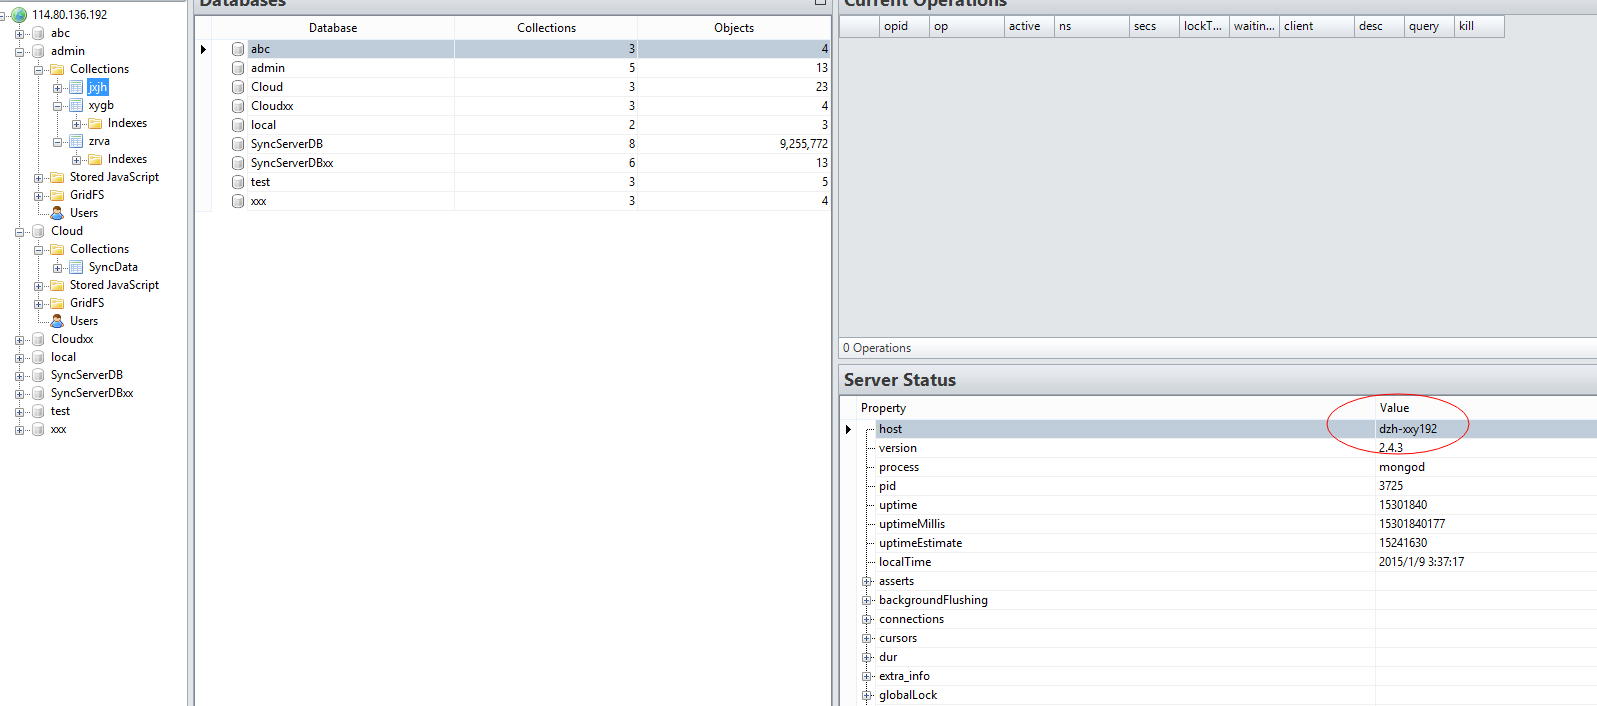 114.80.136.192
abc
admin
Collections
jxjh
xygb
Indexes
zrva
Indexes
Stored JavaScript
GridFS
Users
Cloud
Collections
SyncData
Stored JavaScript
GridFS
Users
Cloudxx
local
SyncServerDB
SyncServerDBxx
test
xxx
Databases
Database Collections Objects
abc 3 4
admin 5 13
Cloud 3 23
Cloudxx 3 4
local 2 3
SyncServerDB 8 9,255,772
SyncServerDBxx 6 13
test 3 5
xxx 3 4
Current Operations
opid op active ns secs lockT... waitin... client desc query kill
0 Operations
Server Status
Property Value
host dzh-xxy192
version 2.4.3
process mongod
pid 3725
uptime 15301840
uptimeMillis 15301840177
uptimeEstimate 15241630
localTime 2015/1/9 3:37:17
asserts
backgroundFlushing
connections
cursors
dur
extra_info
globalLock